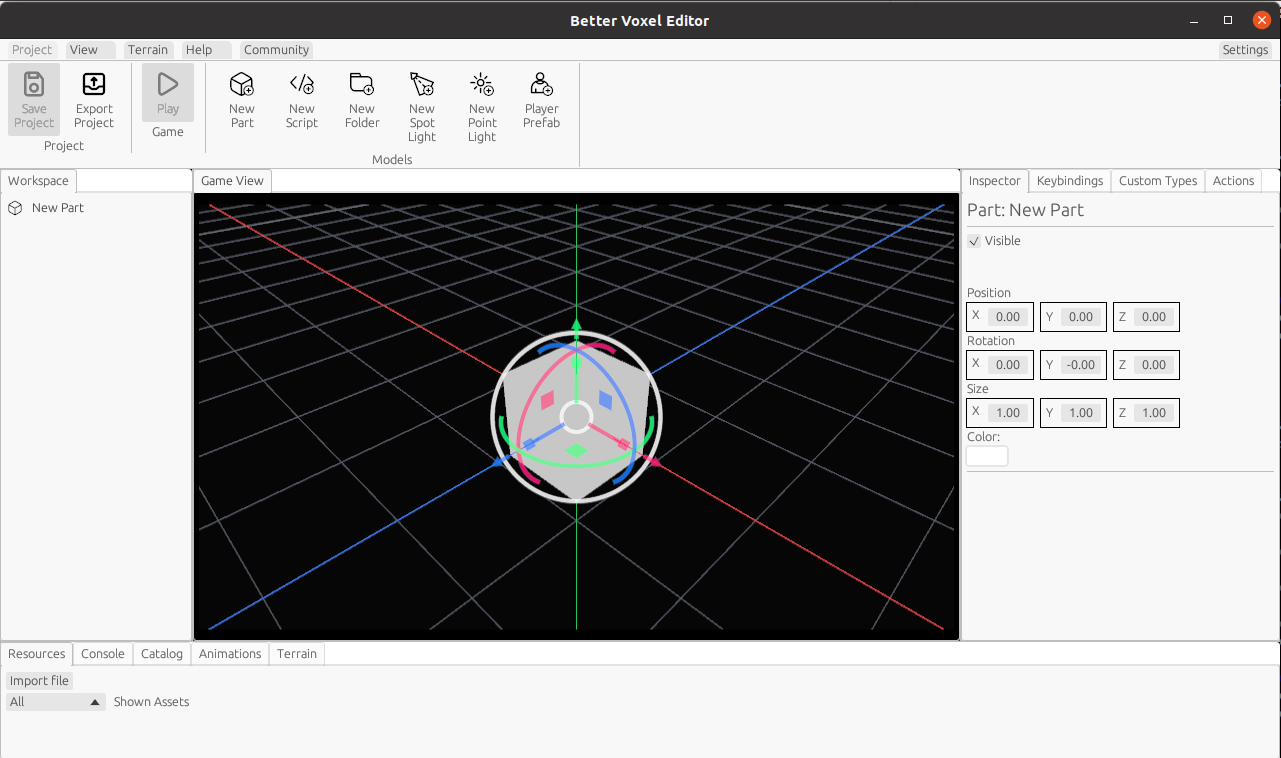 Better Voxel Editor
Project View Terrain Help Community Settings
Save Project
Export Project
Project
Play
Game
New Part
New Script
New Folder
New Spot Light
New Point Light
Player Prefab
Models
Workspace
New Part
Game View
Inspector Keybindings Custom Types Actions
Part: New Part
Visible
Position
X 0.00 Y 0.00 Z 0.00
Rotation
X 0.00 Y -0.00 Z 0.00
Size
X 1.00 Y 1.00 Z 1.00
Color:
Resources Console Catalog Animations Terrain
Import file
All Shown Assets